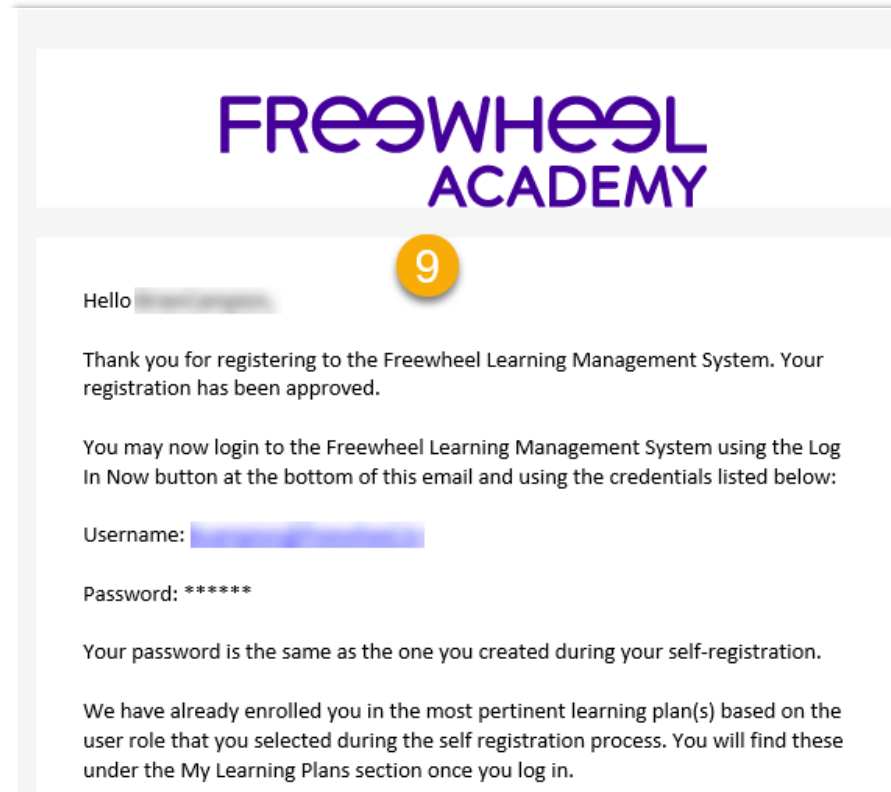 FREEWHEEL
ACADEMY
9
Hello
Thank you for registering to the Freewheel Learning Management System. Your
registration has been approved.
You may now login to the Freewheel Learning Management System using the Log
In Now button at the bottom of this email and using the credentials listed below:
Username:
Password: ******
Your password is the same as the one you created during your self-registration.
We have already enrolled you in the most pertinent learning plan(s) based on the
user role that you selected during the self registration process. You will find these
under the My Learning Plans section once you log in.